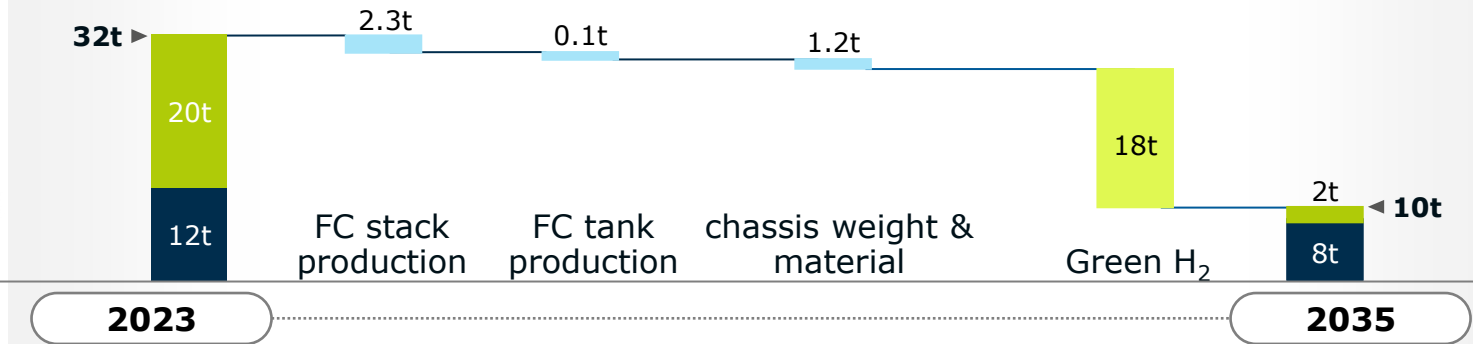 2.3t
0.1t
1.2t
32t
20t
18t
2t
10t
12t
8t
FC stack
production
FC tank
production
chassis weight &
material
Green H₂
2023
2035